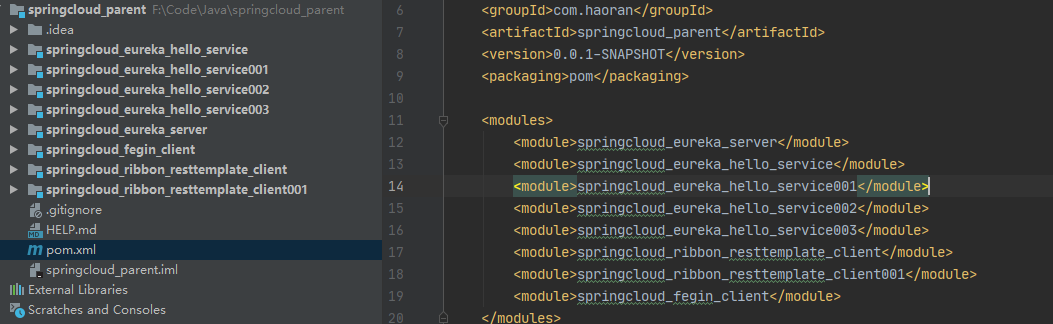 springcloud_parent F:\Code\Java\springcloud_parent
.idea
springcloud_eureka_hello_service
springcloud_eureka_hello_service001
springcloud_eureka_hello_service002
springcloud_eureka_hello_service003
springcloud_eureka_server
springcloud_fegin_client
springcloud_ribbon_resttemplate_client
springcloud_ribbon_resttemplate_client001
.gitignore
MD HELP.md
m pom.xml
springcloud_parent.iml
External Libraries
Scratches and Consoles
6 <groupId>com.haoran</groupId>
7 <artifactId>springcloud_parent</artifactId>
8 <version>0.0.1-SNAPSHOT</version>
9 <packaging>pom</packaging>
10
11 <modules>
12 <module>springcloud_eureka_server</module>
13 <module>springcloud_eureka_hello_service</module>
14 <module>springcloud_eureka_hello_service001</module>
15 <module>springcloud_eureka_hello_service002</module>
16 <module>springcloud_eureka_hello_service003</module>
17 <module>springcloud_ribbon_resttemplate_client</module>
18 <module>springcloud_ribbon_resttemplate_client001</module>
19 <module>springcloud_fegin_client</module>
20 </modules>